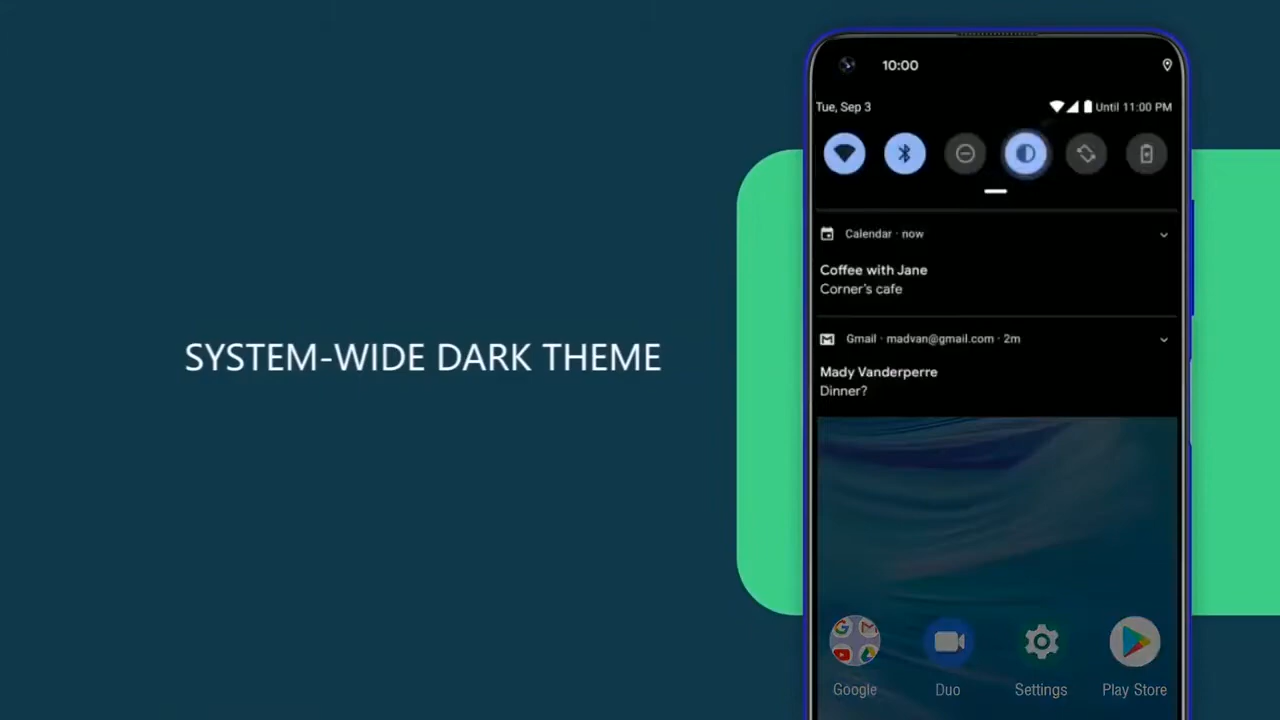 SYSTEM-WIDE DARK THEME
10:00
Tue, Sep 3
Until 11:00 PM
Calendar · now
Coffee with Jane
Corner's cafe
Gmail · madvan@gmail.com · 2m
Mady Vanderperre
Dinner?
Google
Duo
Settings
Play Store